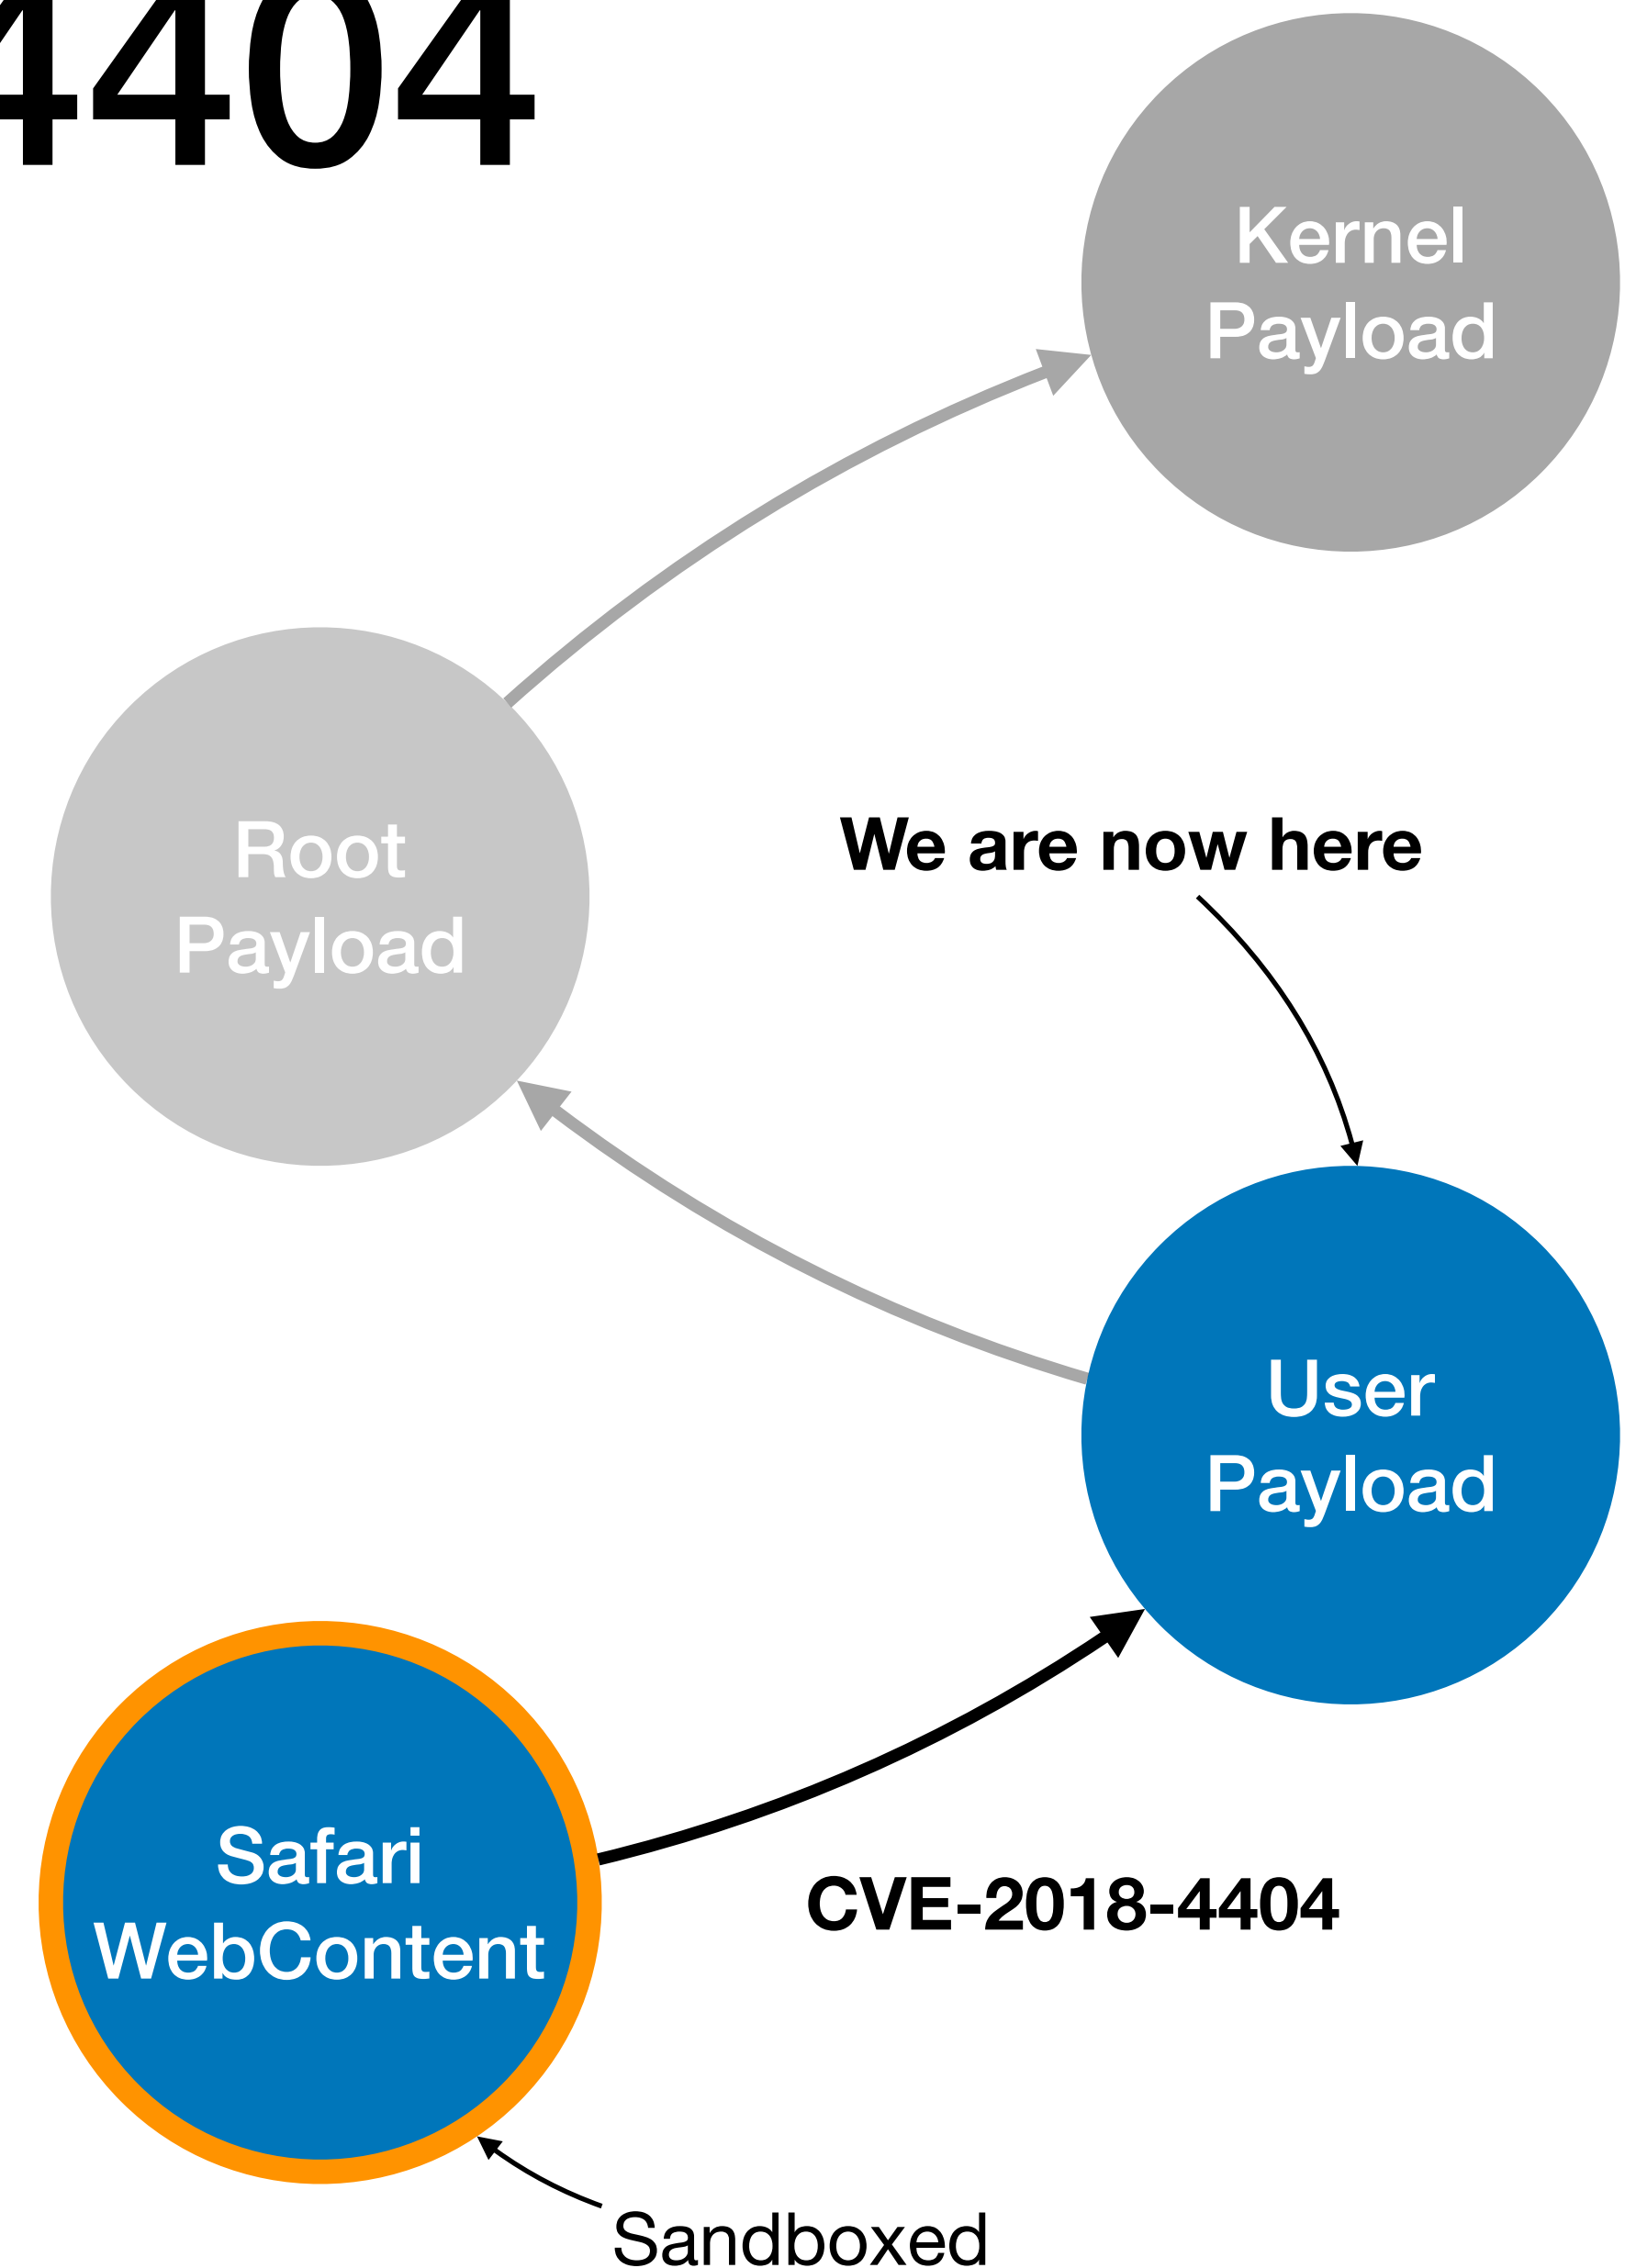 4404
Kernel
Payload
Root
Payload
We are now here
User
Payload
Safari
WebContent
CVE-2018-4404
Sandboxed